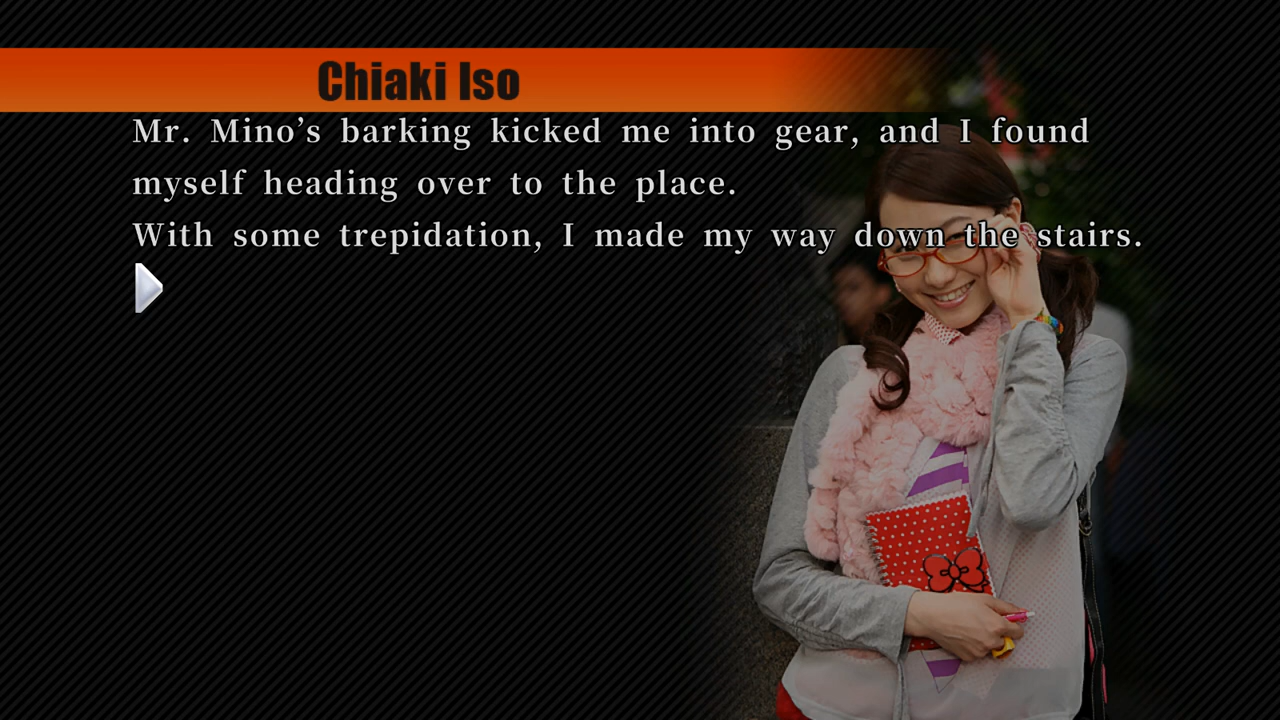 Chiaki Iso
Mr. Mino’s barking kicked me into gear, and I found
myself heading over to the place.
With some trepidation, I made my way down the stairs.